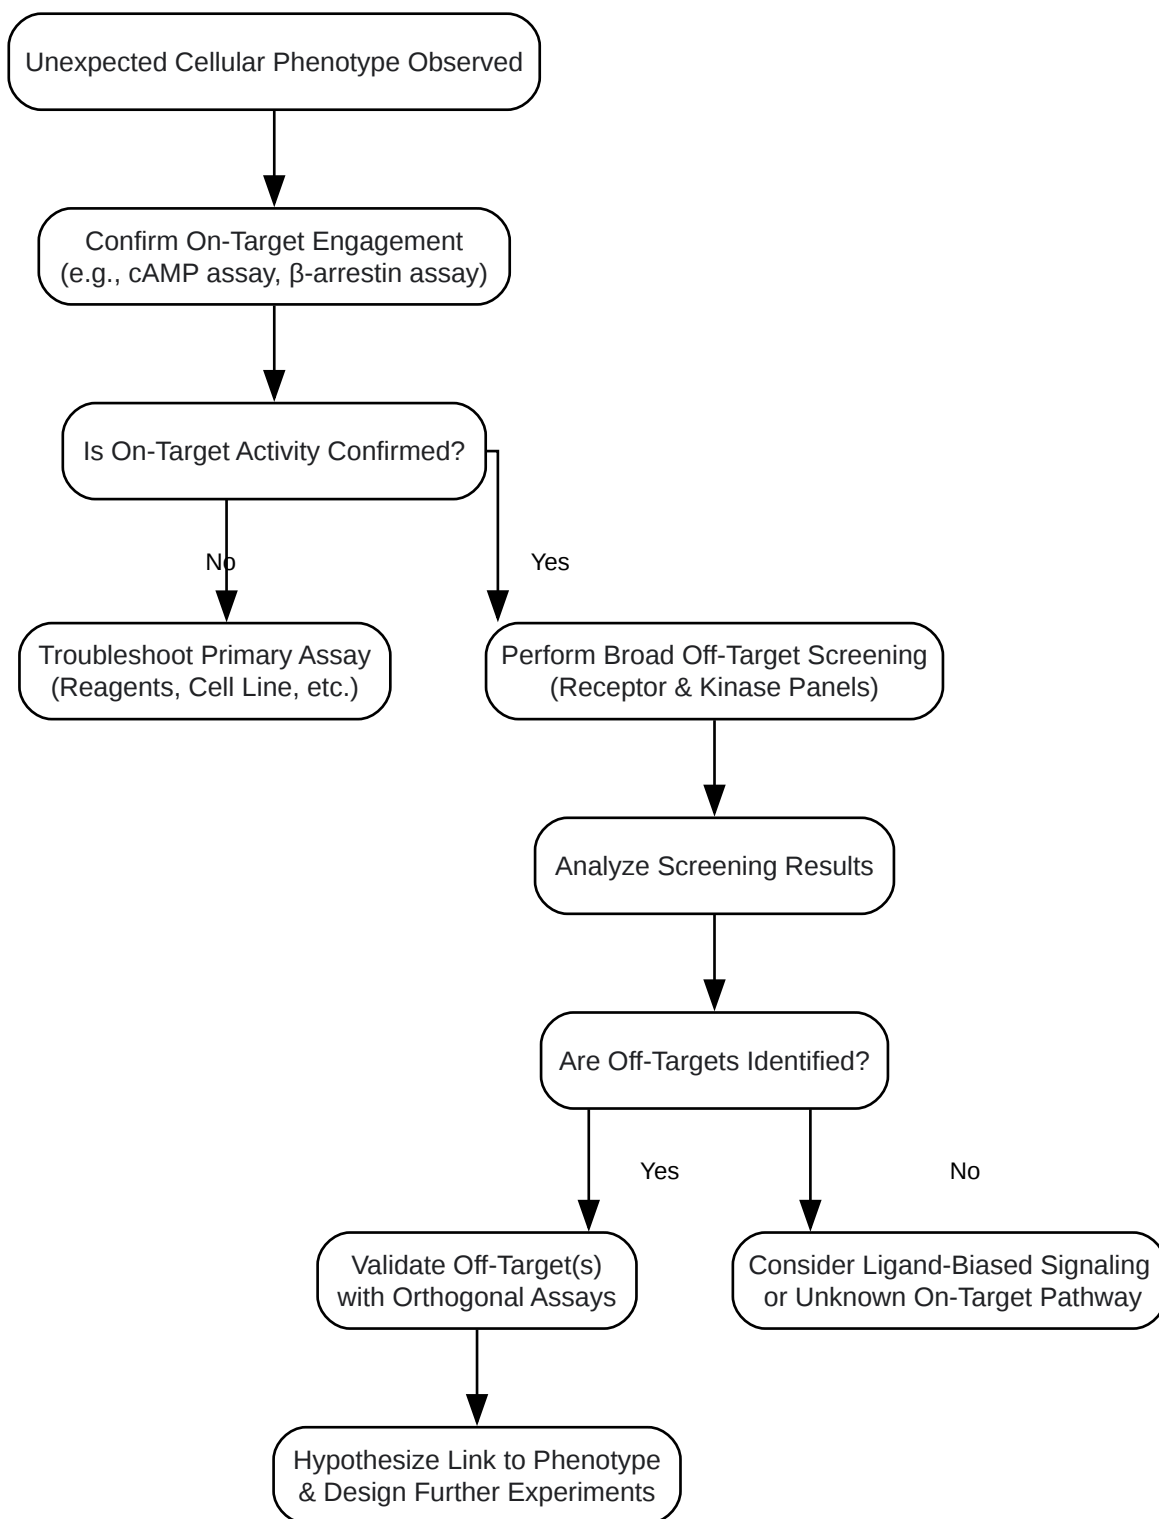 Unexpected Cellular Phenotype Observed
Confirm On-Target Engagement
(e.g., cAMP assay, β-arrestin assay)
Is On-Target Activity Confirmed?
No
Yes
Troubleshoot Primary Assay
(Reagents, Cell Line, etc.)
Perform Broad Off-Target Screening
(Receptor & Kinase Panels)
Analyze Screening Results
Are Off-Targets Identified?
Yes
No
Validate Off-Target(s)
with Orthogonal Assays
Consider Ligand-Biased Signaling
or Unknown On-Target Pathway
Hypothesize Link to Phenotype
& Design Further Experiments